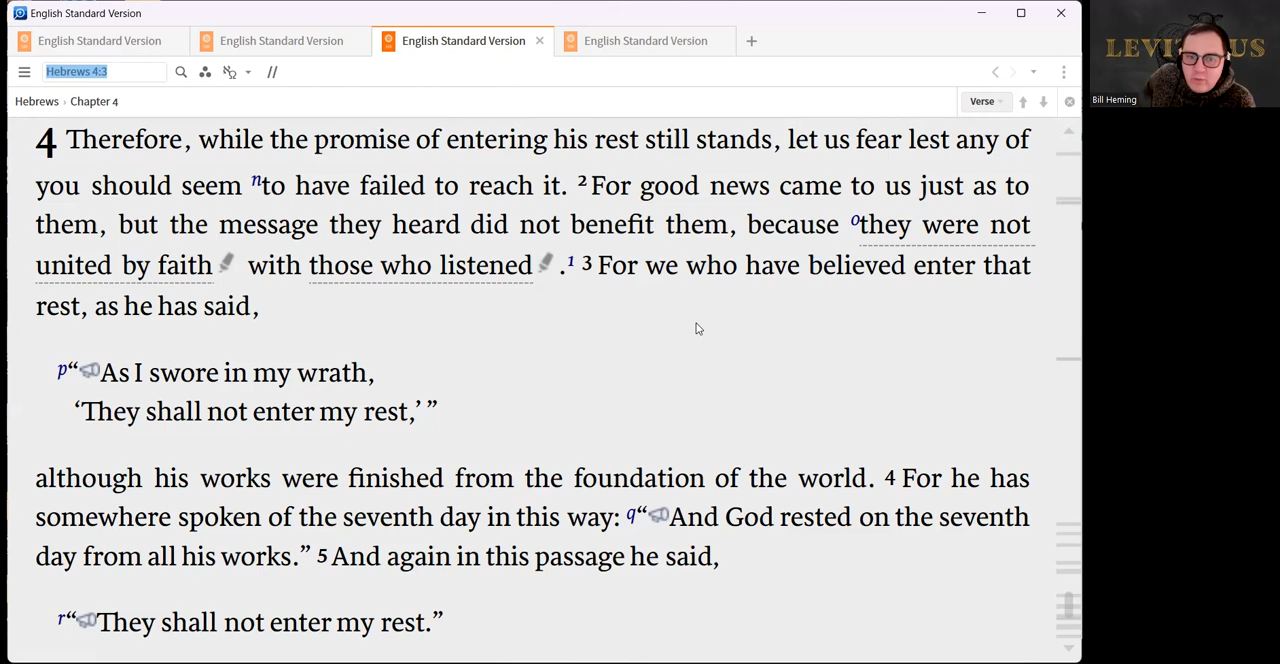 English Standard Version
English Standard Version
English Standard Version
English Standard Version
English Standard Version
Hebrews 4:3
Hebrews › Chapter 4
Verse
4 Therefore, while the promise of entering his rest still stands, let us fear lest any of
you should seem n to have failed to reach it. 2 For good news came to us just as to
them, but the message they heard did not benefit them, because o they were not
united by faith with those who listened .1 3 For we who have believed enter that
rest, as he has said,
p “As I swore in my wrath,
‘They shall not enter my rest,’ ”
although his works were finished from the foundation of the world. 4 For he has
somewhere spoken of the seventh day in this way: q “And God rested on the seventh
day from all his works.” 5 And again in this passage he said,
r “They shall not enter my rest.”
Bill Heming